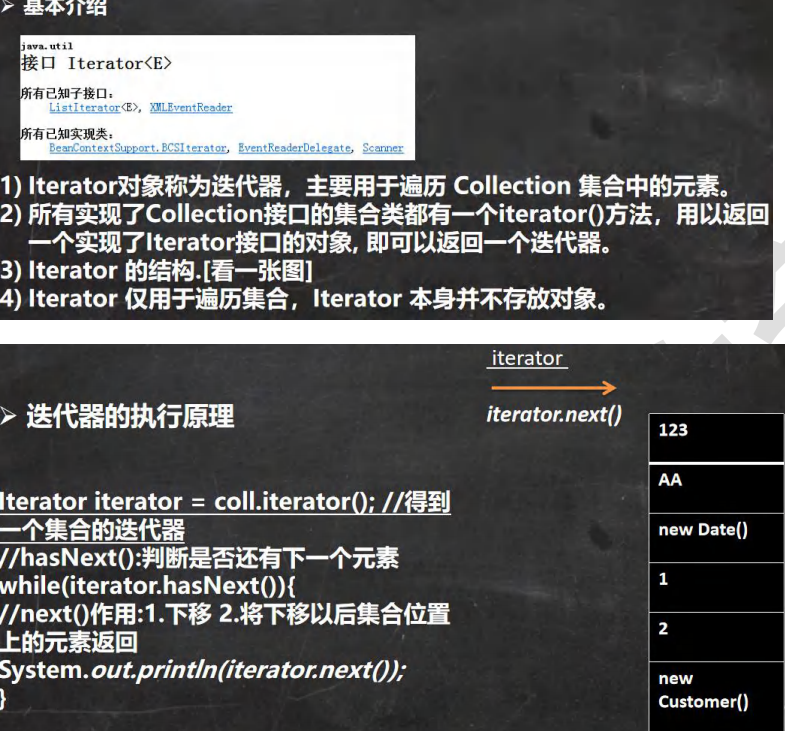 ➢ 基本介绍
java.util
接口 Iterator<E>
所有已知子接口:
ListIterator<E>, XMLEventReader
所有已知实现类:
BeanContextSupport.BCSIterator, EventReaderDelegate, Scanner
1) Iterator对象称为迭代器，主要用于遍历 Collection 集合中的元素。
2) 所有实现了Collection接口的集合类都有一个iterator()方法，用以返回
一个实现了Iterator接口的对象, 即可以返回一个迭代器。
3) Iterator 的结构.[看一张图]
4) Iterator 仅用于遍历集合，Iterator 本身并不存放对象。
iterator
iterator.next()
➢ 迭代器的执行原理
Iterator iterator = coll.iterator(); //得到
一个集合的迭代器
//hasNext():判断是否还有下一个元素
while(iterator.hasNext()){
//next()作用:1.下移 2.将下移以后集合位置
上的元素返回
System.out.println(iterator.next());
}
123
AA
new Date()
1
2
new
Customer()